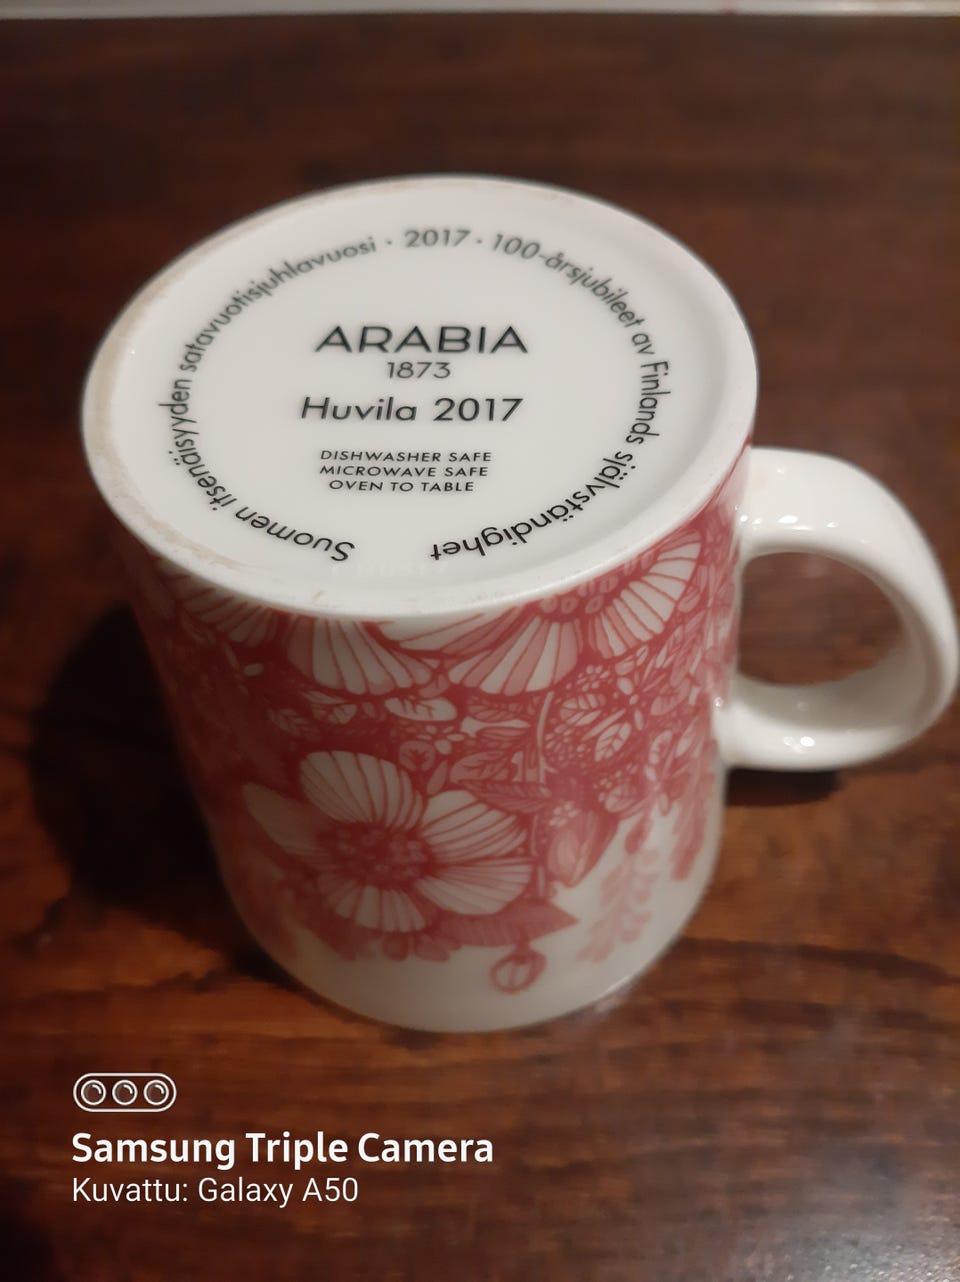 Suomen itsenäisyyden satavuotisjuhlavuosi · 2017 · 100-årsjubileet av Finlands självständighet
ARABIA
1873
Huvila 2017
DISHWASHER SAFE
MICROWAVE SAFE
OVEN TO TABLE
Samsung Triple Camera
Kuvattu: Galaxy A50